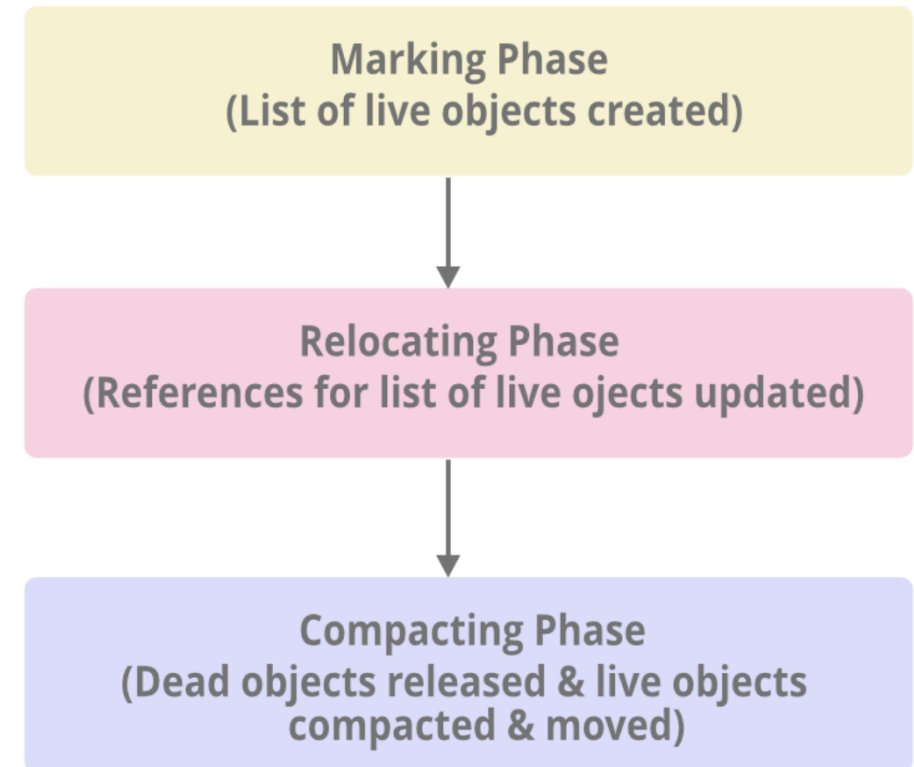 Marking Phase
(List of live objects created)
Relocating Phase
(References for list of live ojects updated)
Compacting Phase
(Dead objects released & live objects
compacted & moved)